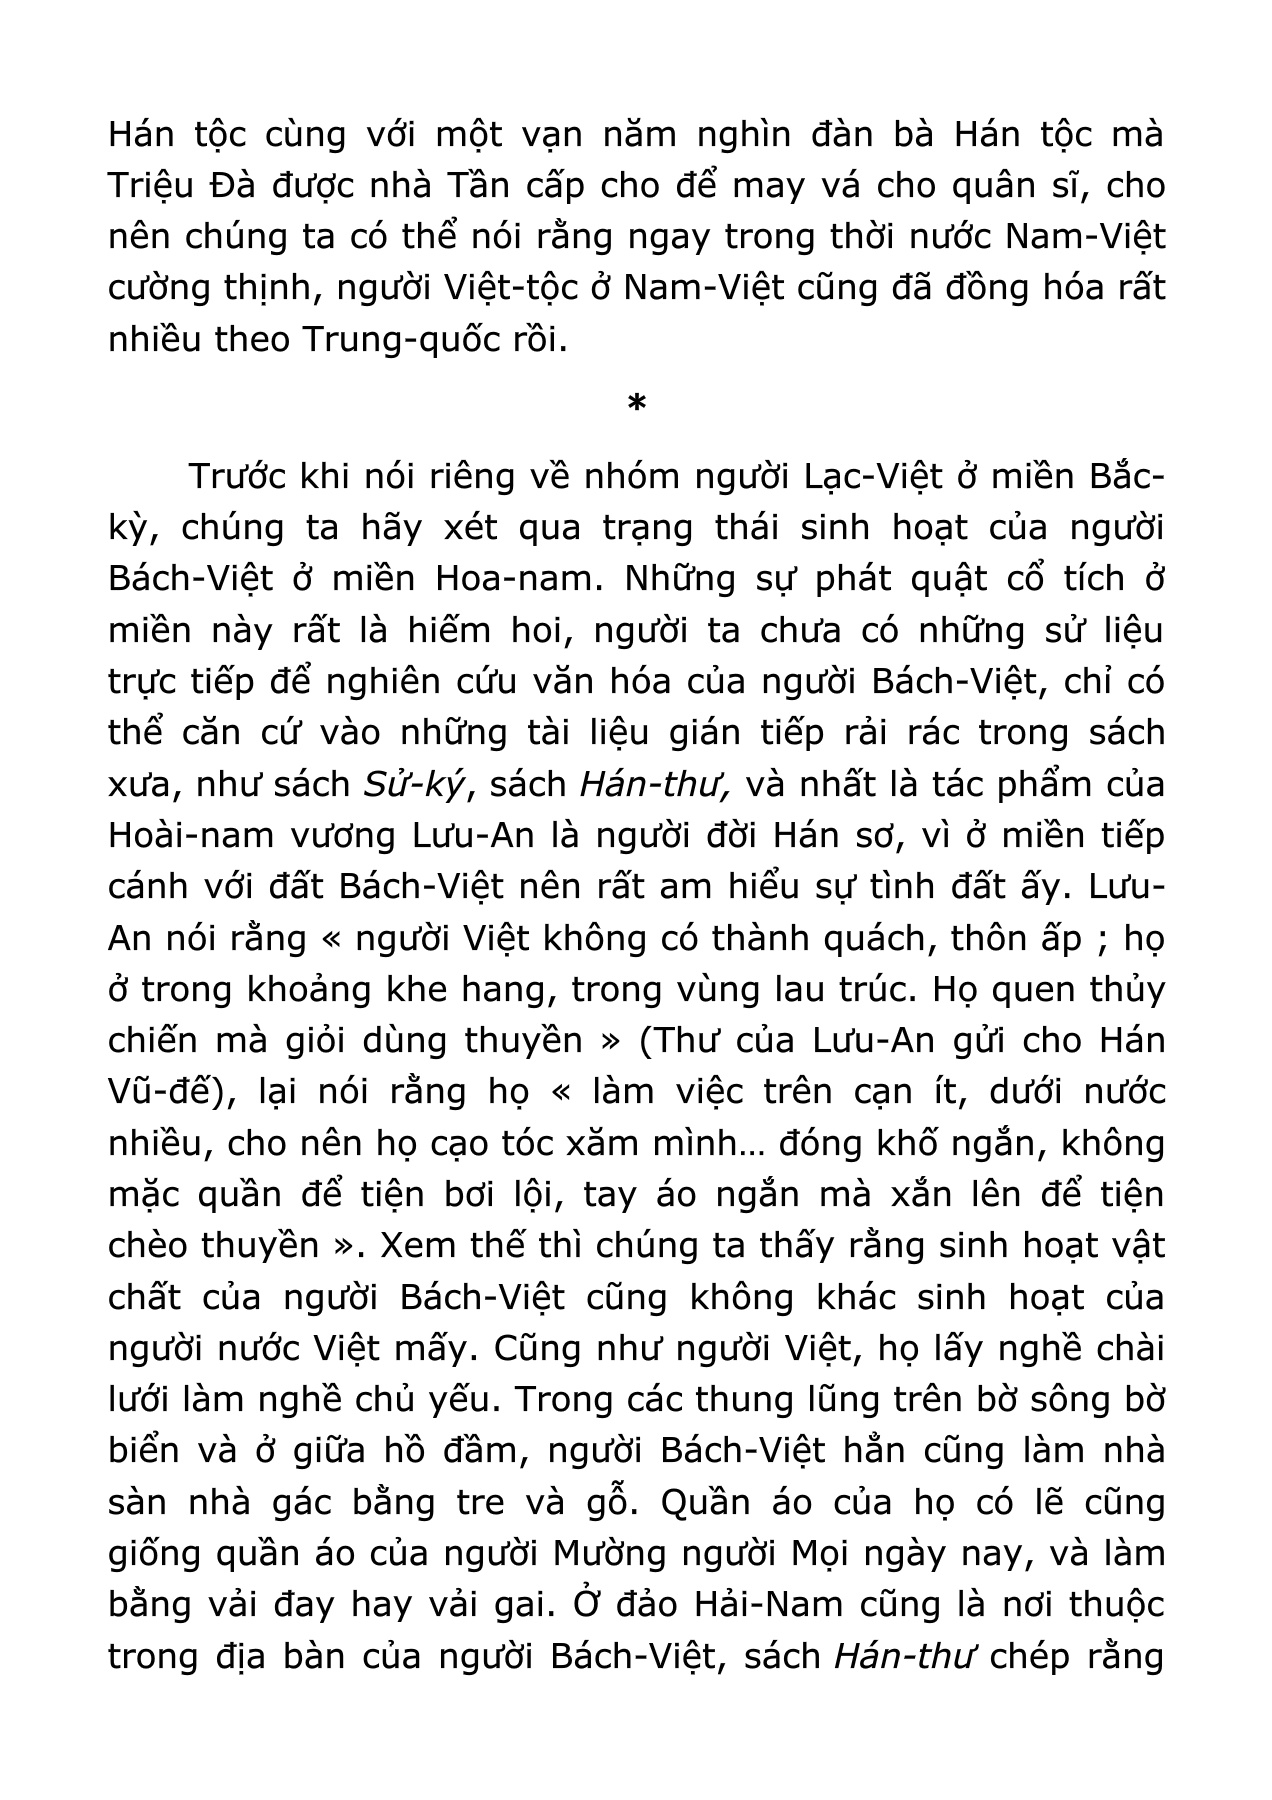 Hán tộc cùng với một vạn năm nghìn đàn bà Hán tộc mà
Triệu Đà được nhà Tần cấp cho để may vá cho quân sĩ, cho
nên chúng ta có thể nói rằng ngay trong thời nước Nam-Việt
cường thịnh, người Việt-tộc ở Nam-Việt cũng đã đồng hóa rất
nhiều theo Trung-quốc rồi.
*
Trước khi nói riêng về nhóm người Lạc-Việt ở miền Bắc-
kỳ, chúng ta hãy xét qua trạng thái sinh hoạt của người
Bách-Việt ở miền Hoa-nam. Những sự phát quật cổ tích ở
miền này rất là hiếm hoi, người ta chưa có những sử liệu
trực tiếp để nghiên cứu văn hóa của người Bách-Việt, chỉ có
thể căn cứ vào những tài liệu gián tiếp rải rác trong sách
xưa, như sách Sử-ký, sách Hán-thư, và nhất là tác phẩm của
Hoài-nam vương Lưu-An là người đời Hán sơ, vì ở miền tiếp
cánh với đất Bách-Việt nên rất am hiểu sự tình đất ấy. Lưu-
An nói rằng « người Việt không có thành quách, thôn ấp ; họ
ở trong khoảng khe hang, trong vùng lau trúc. Họ quen thủy
chiến mà giỏi dùng thuyền » (Thư của Lưu-An gửi cho Hán
Vũ-đế), lại nói rằng họ « làm việc trên cạn ít, dưới nước
nhiều, cho nên họ cạo tóc xăm mình… đóng khố ngắn, không
mặc quần để tiện bơi lội, tay áo ngắn mà xắn lên để tiện
chèo thuyền ». Xem thế thì chúng ta thấy rằng sinh hoạt vật
chất của người Bách-Việt cũng không khác sinh hoạt của
người nước Việt mấy. Cũng như người Việt, họ lấy nghề chài
lưới làm nghề chủ yếu. Trong các thung lũng trên bờ sông bờ
biển và ở giữa hồ đầm, người Bách-Việt hẳn cũng làm nhà
sàn nhà gác bằng tre và gỗ. Quần áo của họ có lẽ cũng
giống quần áo của người Mường người Mọi ngày nay, và làm
bằng vải đay hay vải gai. Ở đảo Hải-Nam cũng là nơi thuộc
trong địa bàn của người Bách-Việt, sách Hán-thư chép rằng